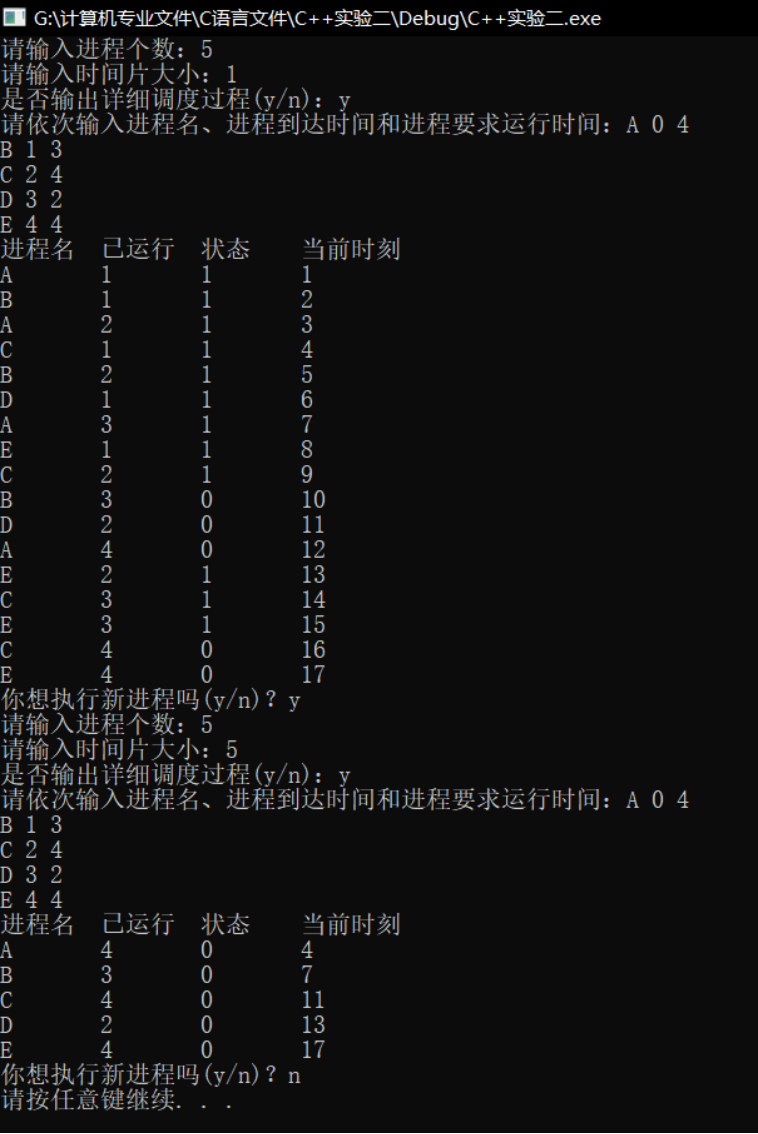 G:\计算机专业文件\C语言文件\C++实验二\Debug\C++实验二.exe
请输入进程个数：5
请输入时间片大小：1
是否输出详细调度过程(y/n)：y
请依次输入进程名、进程到达时间和进程要求运行时间：A 0 4
B 1 3
C 2 4
D 3 2
E 4 4
进程名 已运行 状态 当前时刻
A 1 1 1
B 1 1 2
A 2 1 3
C 1 1 4
B 2 1 5
D 1 1 6
A 3 1 7
E 1 1 8
C 2 1 9
B 3 0 10
D 2 0 11
A 4 0 12
E 2 1 13
C 3 1 14
E 3 1 15
C 4 0 16
E 4 0 17
你想执行新进程吗(y/n)？y
请输入进程个数：5
请输入时间片大小：5
是否输出详细调度过程(y/n)：y
请依次输入进程名、进程到达时间和进程要求运行时间：A 0 4
B 1 3
C 2 4
D 3 2
E 4 4
进程名 已运行 状态 当前时刻
A 4 0 4
B 3 0 7
C 4 0 11
D 2 0 13
E 4 0 17
你想执行新进程吗(y/n)？n
请按任意键继续. . .